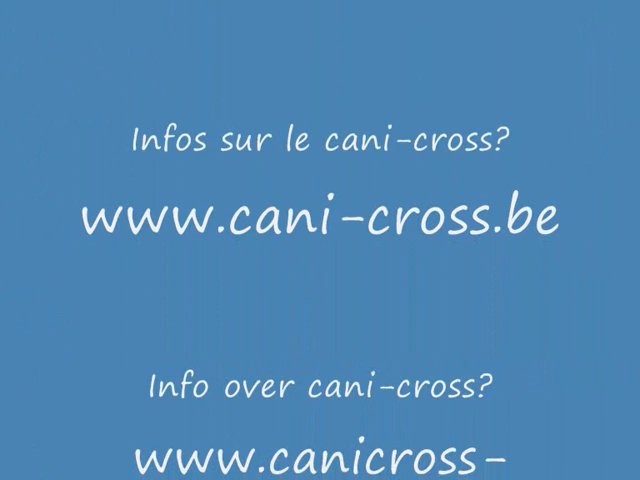 Infos sur le cani-cross?
www.cani-cross.be
Info over cani-cross?
www.canicross-